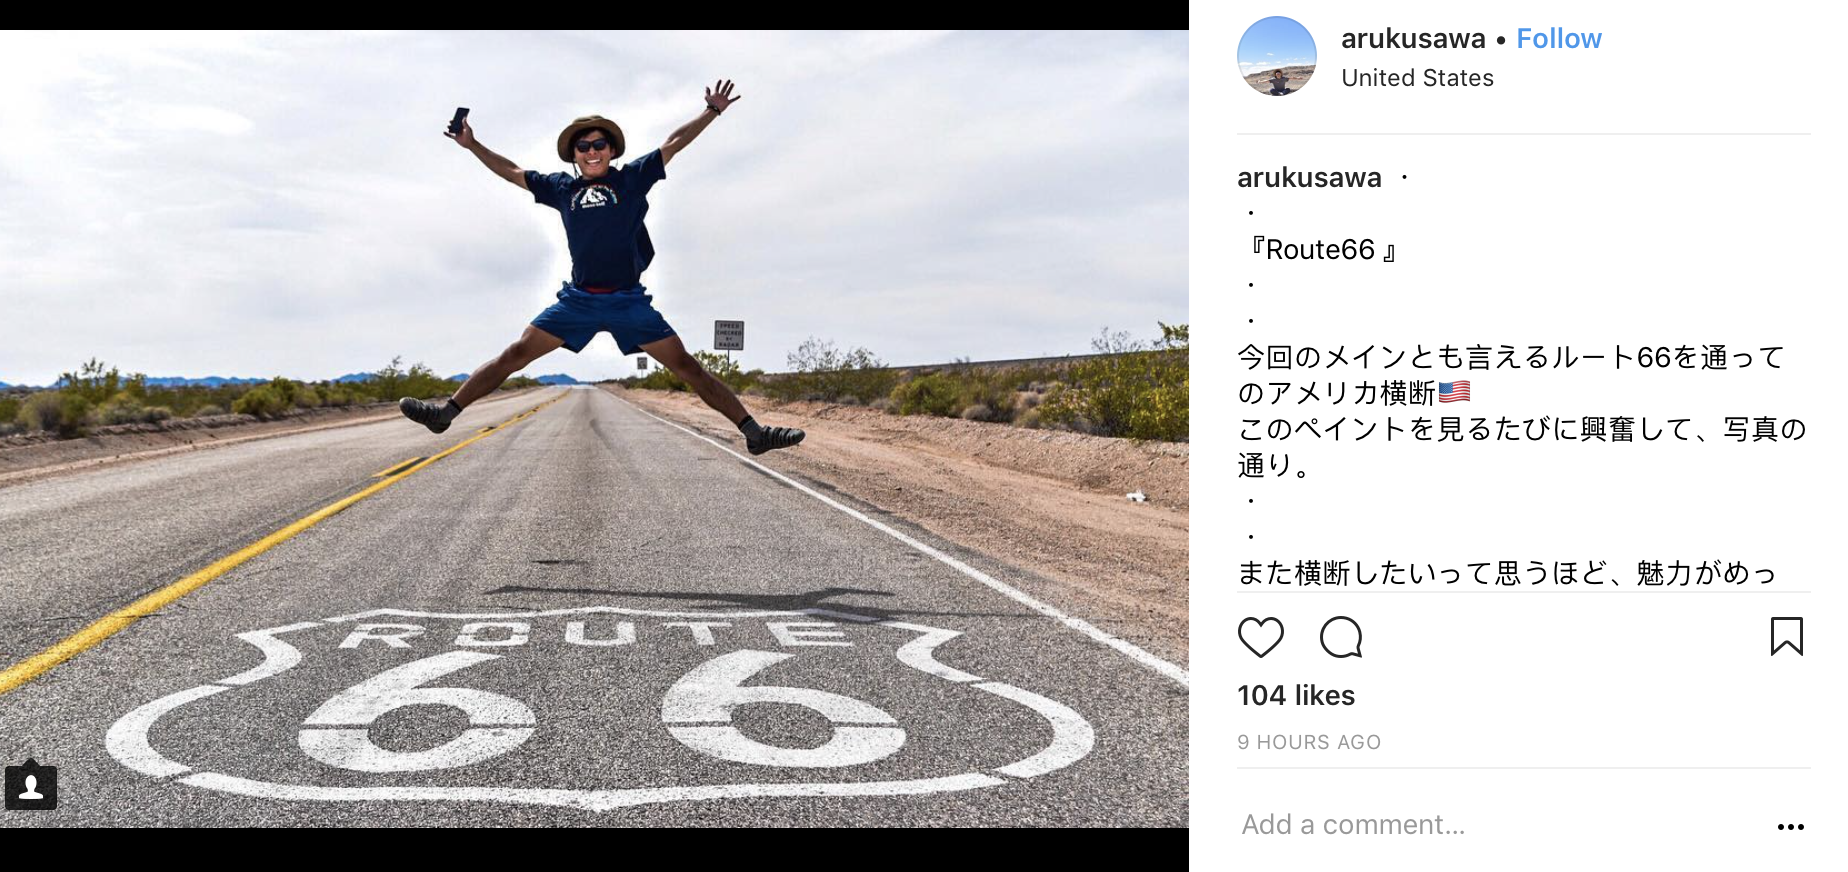 SPEED
CHECKED
BY
RADAR
ROUTE
66
arukusawa • Follow
United States
arukusawa ・
・
『Route66 』
・
・
今回のメインとも言えるルート66を通って
のアメリカ横断🇺🇸
このペイントを見るたびに興奮して、写真の
通り。
・
・
また横断したいって思うほど、魅力がめっ
104 likes
9 HOURS AGO
Add a comment...